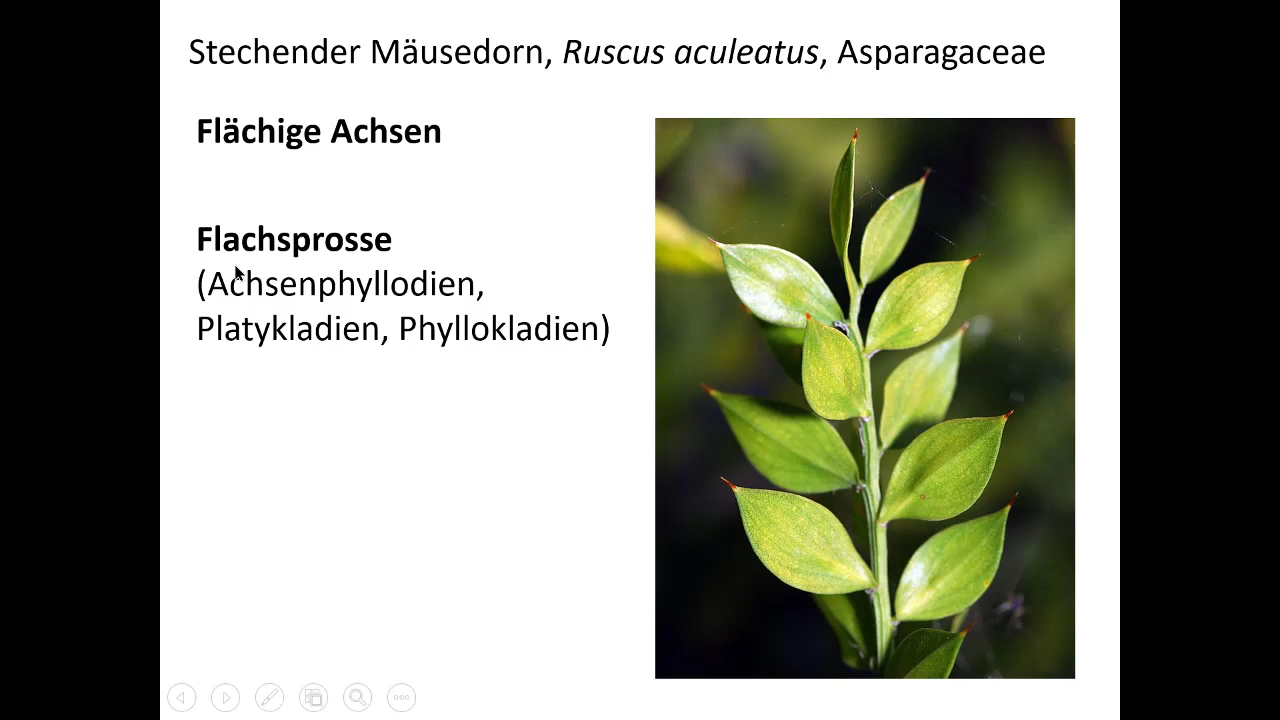 Stechender Mäusedorn, Ruscus aculeatus, Asparagaceae
Flächige Achsen
Flachsprosse
(Achsenphyllodien,
Platykladien, Phyllokladien)